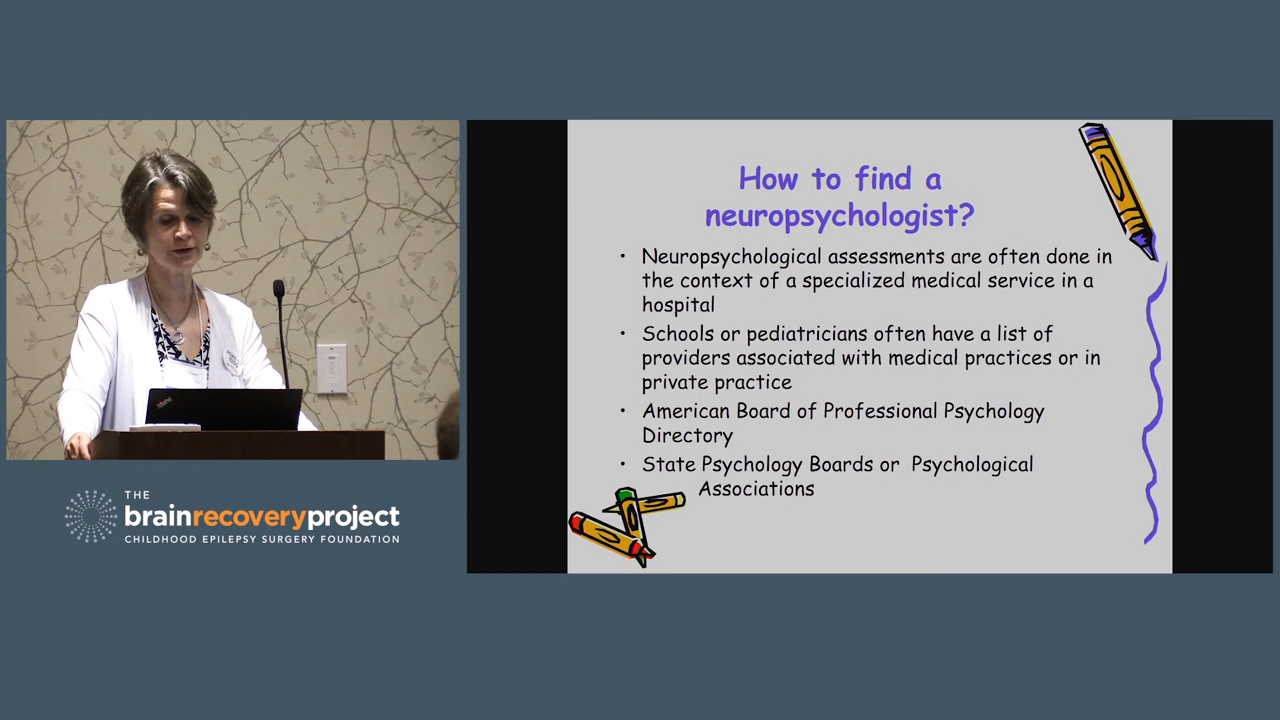 How to find a
neuropsychologist?
• Neuropsychological assessments are often done in
the context of a specialized medical service in a
hospital
• Schools or pediatricians often have a list of
providers associated with medical practices or in
private practice
• American Board of Professional Psychology
Directory
• State Psychology Boards or Psychological
Associations
THE
brainrecoveryproject
CHILDHOOD EPILEPSY SURGERY FOUNDATION